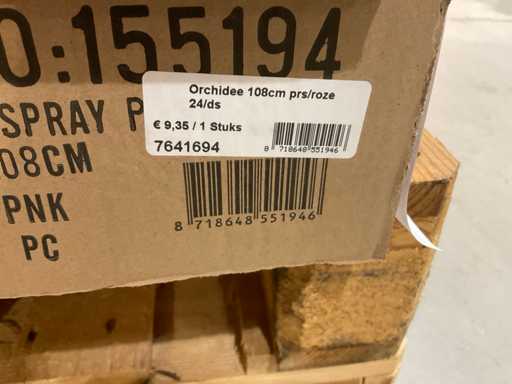 O:155194
SPRAY P
08CM
PNK
PC
Orchidee 108cm prs/roze
24/ds
€ 9,35 / 1 Stuks
7641694
8 718648 551946
8 718648 551946